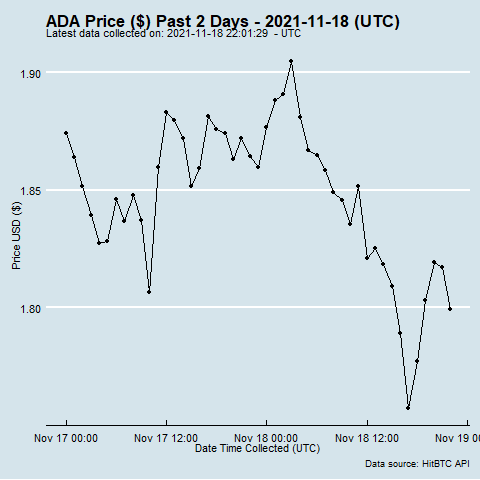 ADA Price ($) Past 2 Days - 2021-11-18 (UTC)
Latest data collected on: 2021-11-18 22:01:29 - UTC
1.90
1.85
1.80
Price USD ($)
Nov 17 00:00 Nov 17 12:00 Nov 18 00:00 Nov 18 12:00 Nov 19 00
Date Time Collected (UTC)
Data source: HitBTC API